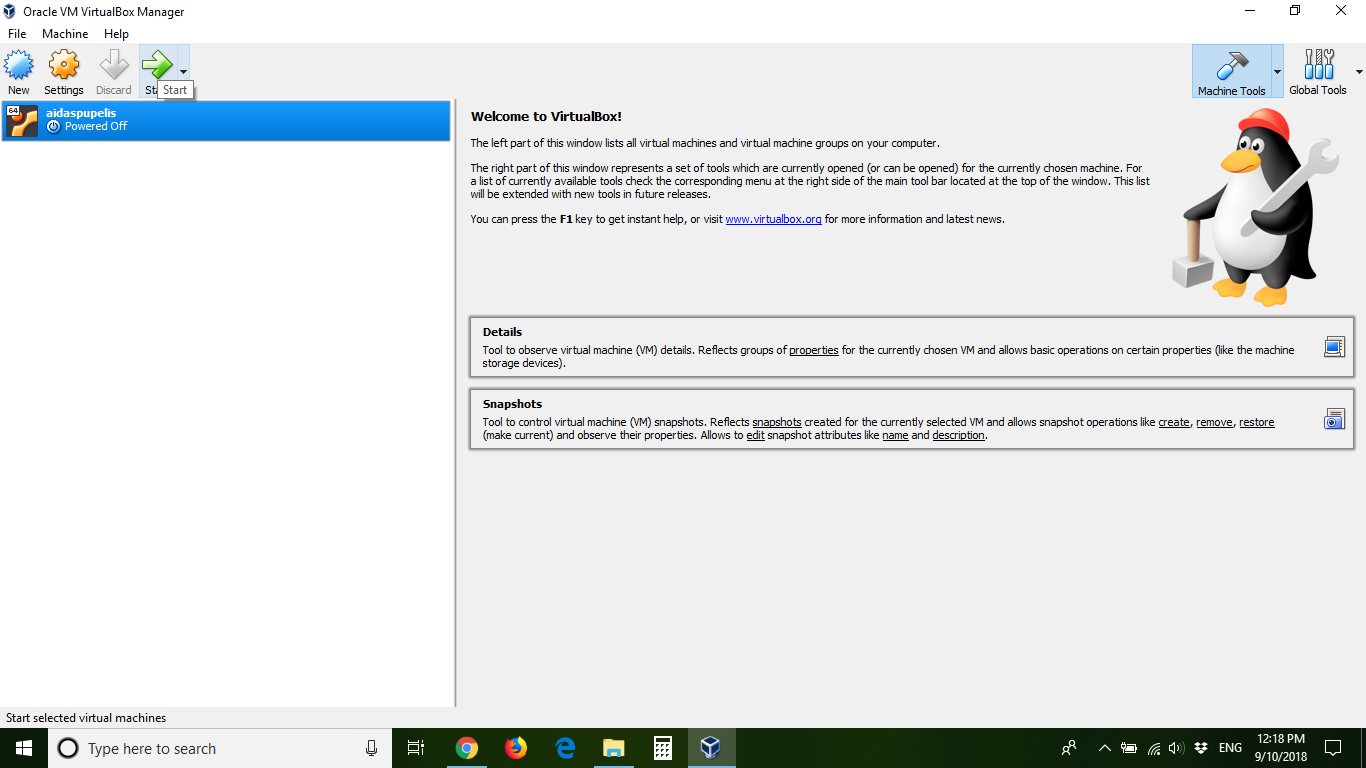 Oracle VM VirtualBox Manager
File Machine Help
New Settings Discard Sta Start Machine Tools Global Tools
64 aidaspupelis
Powered Off
Welcome to VirtualBox!
The left part of this window lists all virtual machines and virtual machine groups on your computer.
The right part of this window represents a set of tools which are currently opened (or can be opened) for the currently chosen machine. For
a list of currently available tools check the corresponding menu at the right side of the main tool bar located at the top of the window. This list
will be extended with new tools in future releases.
You can press the F1 key to get instant help, or visit www.virtualbox.org for more information and latest news.
Details
Tool to observe virtual machine (VM) details. Reflects groups of properties for the currently chosen VM and allows basic operations on certain properties (like the machine
storage devices).
Snapshots
Tool to control virtual machine (VM) snapshots. Reflects snapshots created for the currently selected VM and allows snapshot operations like create, remove, restore
(make current) and observe their properties. Allows to edit snapshot attributes like name and description.
Start selected virtual machines
Type here to search
ENG
12:18 PM
9/10/2018